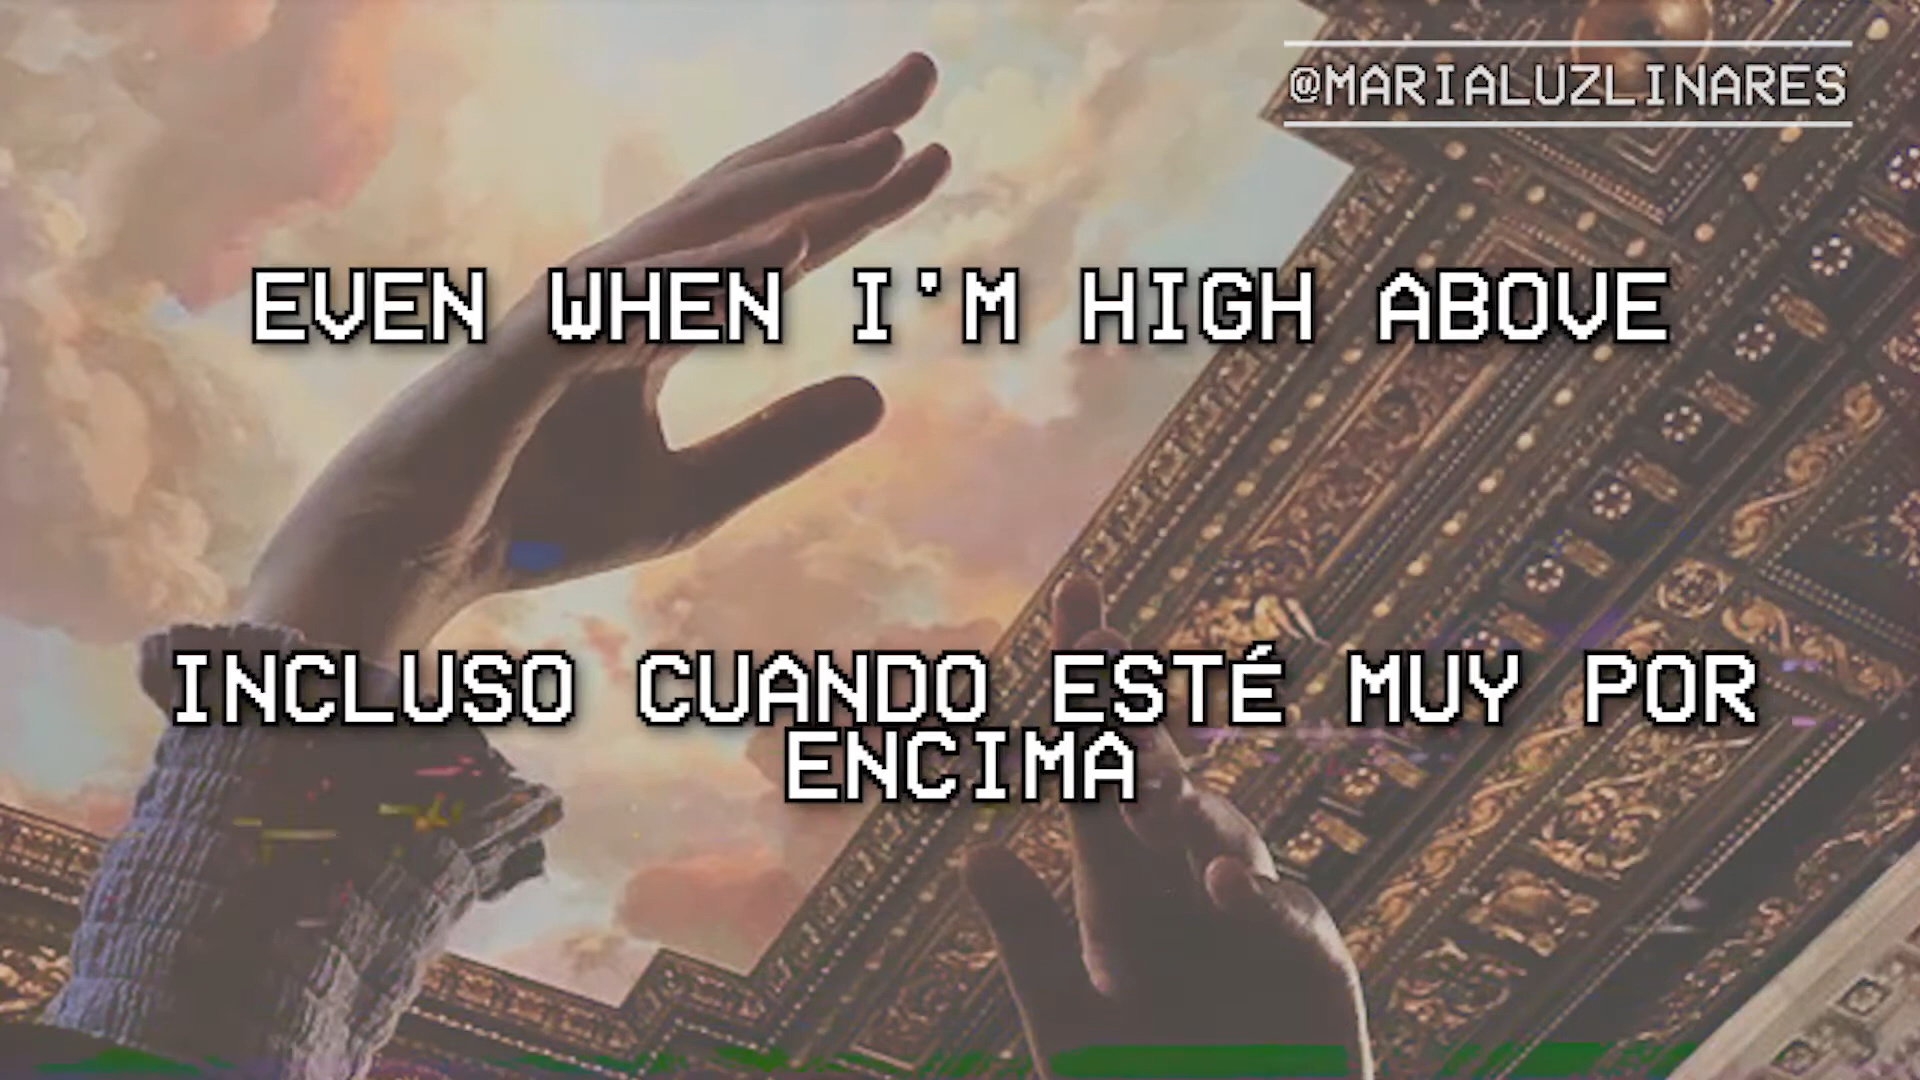 @MARIALUZLINARES
EVEN WHEN I'M HIGH ABOVE
INCLUSO CUANDO ESTÉ MUY POR
ENCIMA